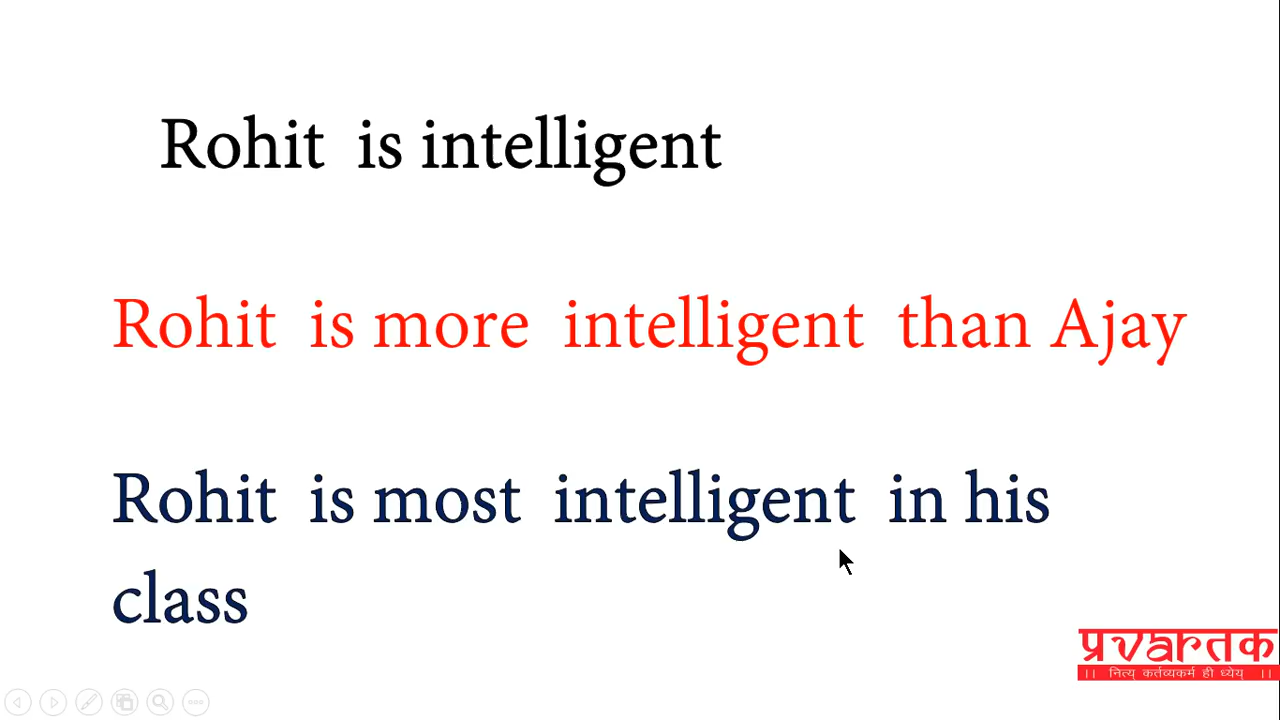 Rohit is intelligent
Rohit is more intelligent than Ajay
Rohit is most intelligent in his
class
प्रvaर्तक
।। नित्य् कर्तव्यकर्म ही ध्येय् ।।